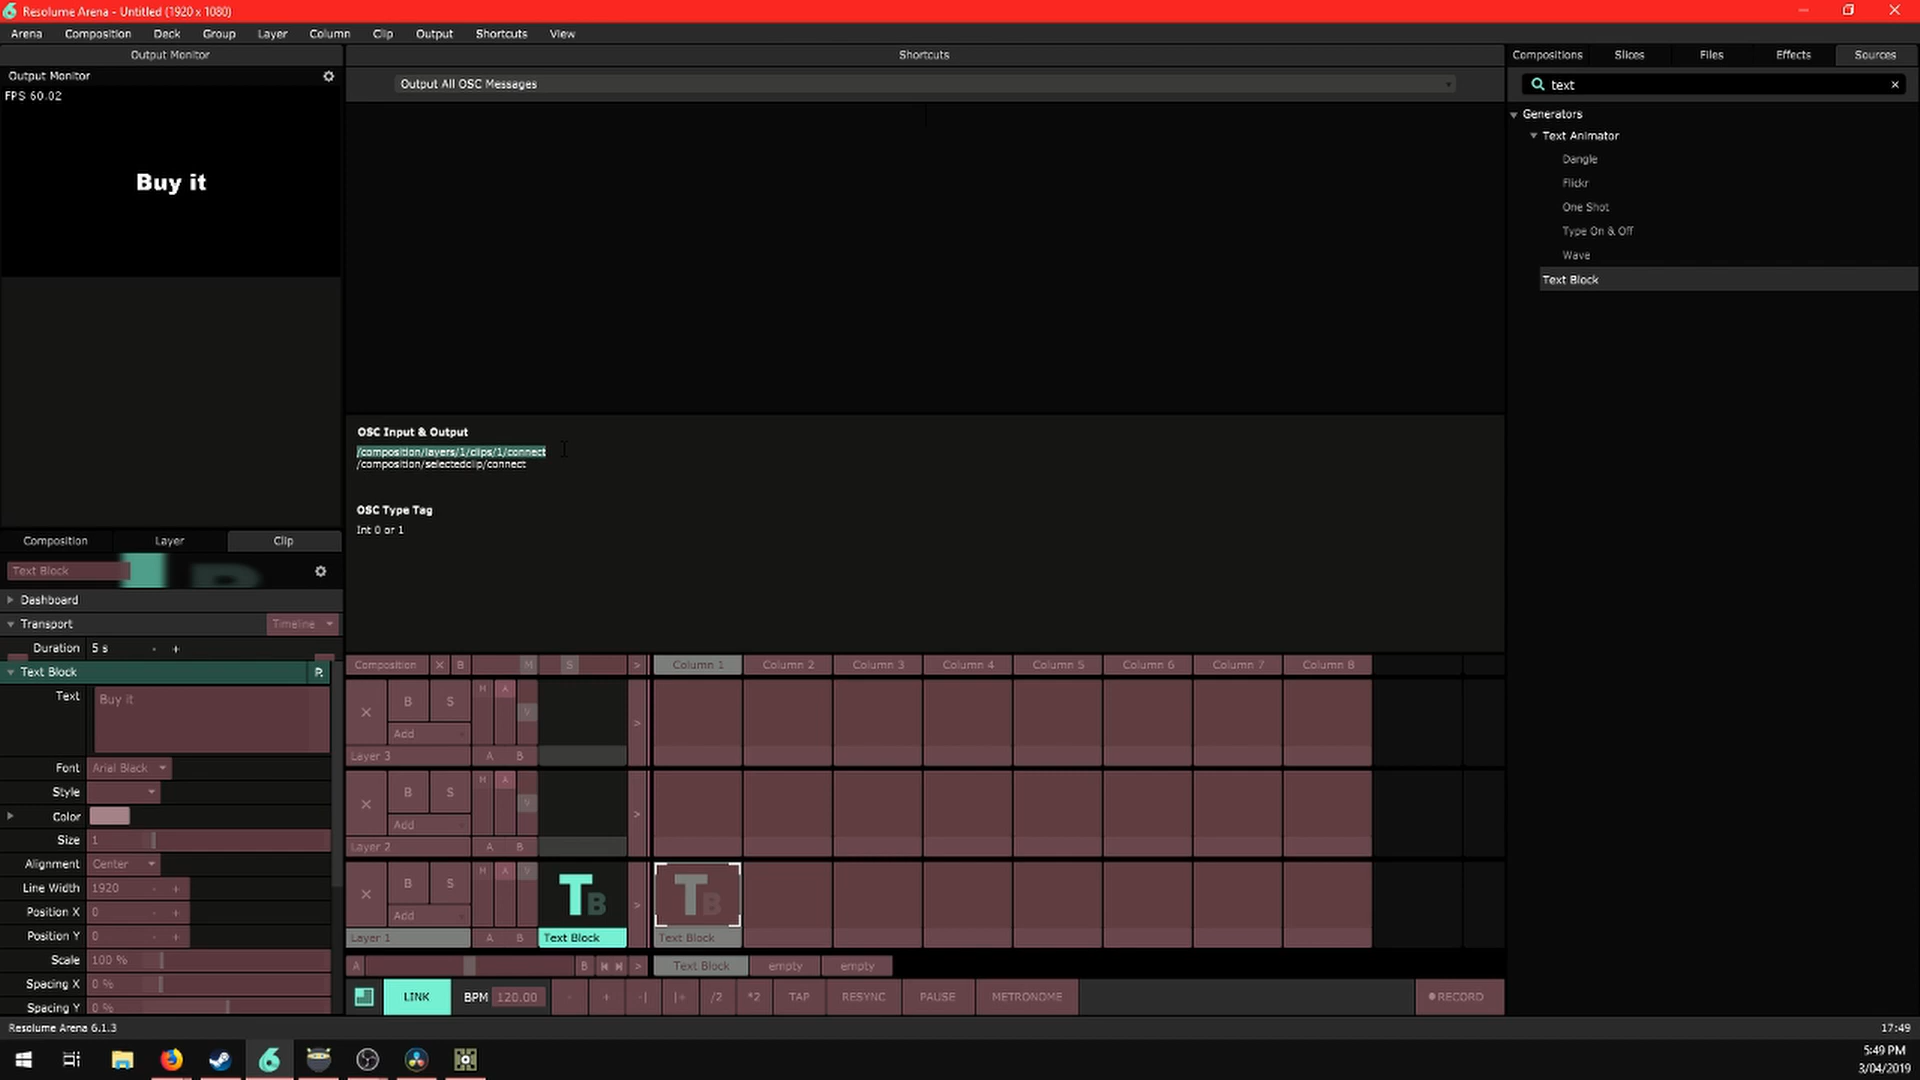 Resolume Arena - Untitled (1920 x 1080)
Arena Composition Deck Group Layer Column Clip Output Shortcuts View
Output Monitor
Output Monitor
FPS 60.02
Buy it
Composition Layer Clip
Text Block
Dashboard
Transport Timeline
Duration 5 s - +
Text Block P.
Text Buy it
Font Arial Black
Style
Color
Size 1
Alignment Center
Line Width 1920 - +
Position X 0 - +
Position Y 0 - +
Scale 100 %
Spacing X 0 %
Spacing Y 0 %
Shortcuts
Output All OSC Messages
OSC Input & Output
/composition/layers/1/clips/1/connect
/composition/selectedclip/connect
OSC Type Tag
Int 0 or 1
Composition X B M S > Column 1 Column 2 Column 3 Column 4 Column 5 Column 6 Column 7 Column 8
X B S M A V >
Add
Layer 3 A B
X B S M A V >
Add
Layer 2 A B
X B S M A V TB > TB
Add
Layer 1 A B Text Block Text Block
A B > Text Block empty empty
LINK BPM 120.00 - + -| |+ /2 *2 TAP RESYNC PAUSE METRONOME RECORD
Compositions Slices Files Effects Sources
text
Generators
Text Animator
Dangle
Flickr
One Shot
Type On & Off
Wave
Text Block
Resolume Arena 6.1.3 17:49
5:49 PM
3/04/2019